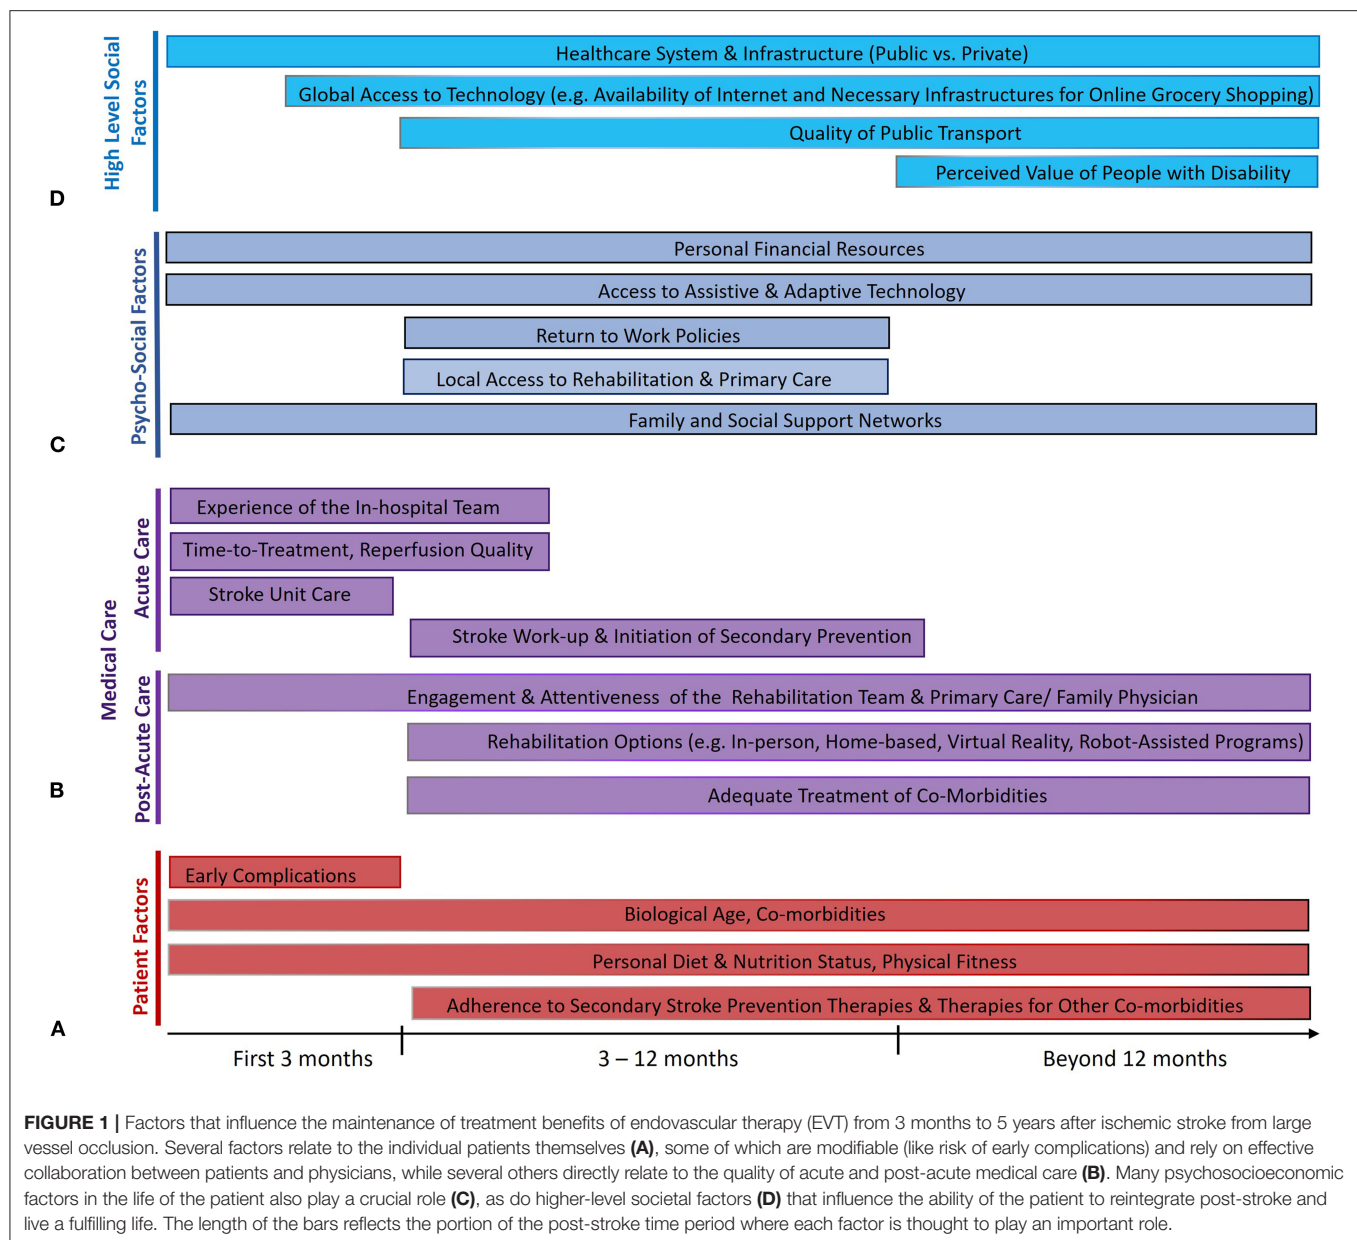 High Level Social
Factors
D
Healthcare System & Infrastructure (Public vs. Private)
Global Access to Technology (e.g. Availability of Internet and Necessary Infrastructures for Online Grocery Shopping)
Quality of Public Transport
Perceived Value of People with Disability
Psycho-Social Factors
C
Personal Financial Resources
Access to Assistive & Adaptive Technology
Return to Work Policies
Local Access to Rehabilitation & Primary Care
Family and Social Support Networks
Medical Care
Acute Care
Experience of the In-hospital Team
Time-to-Treatment, Reperfusion Quality
Stroke Unit Care
Stroke Work-up & Initiation of Secondary Prevention
Post-Acute Care
B
Engagement & Attentiveness of the Rehabilitation Team & Primary Care/ Family Physician
Rehabilitation Options (e.g. In-person, Home-based, Virtual Reality, Robot-Assisted Programs)
Adequate Treatment of Co-Morbidities
Patient Factors
A
Early Complications
Biological Age, Co-morbidities
Personal Diet & Nutrition Status, Physical Fitness
Adherence to Secondary Stroke Prevention Therapies & Therapies for Other Co-morbidities
First 3 months
3 – 12 months
Beyond 12 months
FIGURE 1 | Factors that influence the maintenance of treatment benefits of endovascular therapy (EVT) from 3 months to 5 years after ischemic stroke from large
vessel occlusion. Several factors relate to the individual patients themselves (A), some of which are modifiable (like risk of early complications) and rely on effective
collaboration between patients and physicians, while several others directly relate to the quality of acute and post-acute medical care (B). Many psychosocioeconomic
factors in the life of the patient also play a crucial role (C), as do higher-level societal factors (D) that influence the ability of the patient to reintegrate post-stroke and
live a fulfilling life. The length of the bars reflects the portion of the post-stroke time period where each factor is thought to play an important role.